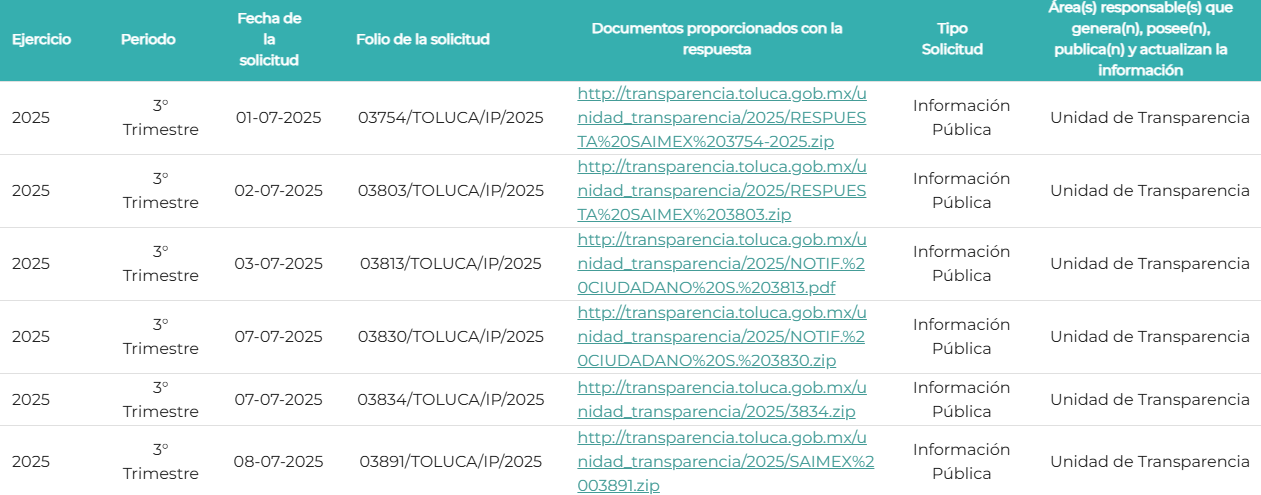 Ejercicio
Periodo
Fecha de
la
solicitud
Folio de la solicitud
Documentos proporcionados con la
respuesta
Tipo
Solicitud
Área(s) responsable(s) que
genera(n), posee(n),
publica(n) y actualizan la
información
2025
3°
Trimestre
01-07-2025
03754/TOLUCA/IP/2025
http://transparencia.toluca.gob.mx/u
nidad_transparencia/2025/RESPUES
TA%20SAIMEX%203754-2025.zip
Información
Pública
Unidad de Transparencia
2025
3°
Trimestre
02-07-2025
03803/TOLUCA/IP/2025
http://transparencia.toluca.gob.mx/u
nidad_transparencia/2025/RESPUES
TA%20SAIMEX%203803.zip
Información
Pública
Unidad de Transparencia
2025
3°
Trimestre
03-07-2025
03813/TOLUCA/IP/2025
http://transparencia.toluca.gob.mx/u
nidad_transparencia/2025/NOTIF.%2
0CIUDADANO%20S.%203813.pdf
Información
Pública
Unidad de Transparencia
2025
3°
Trimestre
07-07-2025
03830/TOLUCA/IP/2025
http://transparencia.toluca.gob.mx/u
nidad_transparencia/2025/NOTIF.%2
0CIUDADANO%20S.%203830.zip
Información
Pública
Unidad de Transparencia
2025
3°
Trimestre
07-07-2025
03834/TOLUCA/IP/2025
http://transparencia.toluca.gob.mx/u
nidad_transparencia/2025/3834.zip
Información
Pública
Unidad de Transparencia
2025
3°
Trimestre
08-07-2025
03891/TOLUCA/IP/2025
http://transparencia.toluca.gob.mx/u
nidad_transparencia/2025/SAIMEX%2
003891.zip
Información
Pública
Unidad de Transparencia